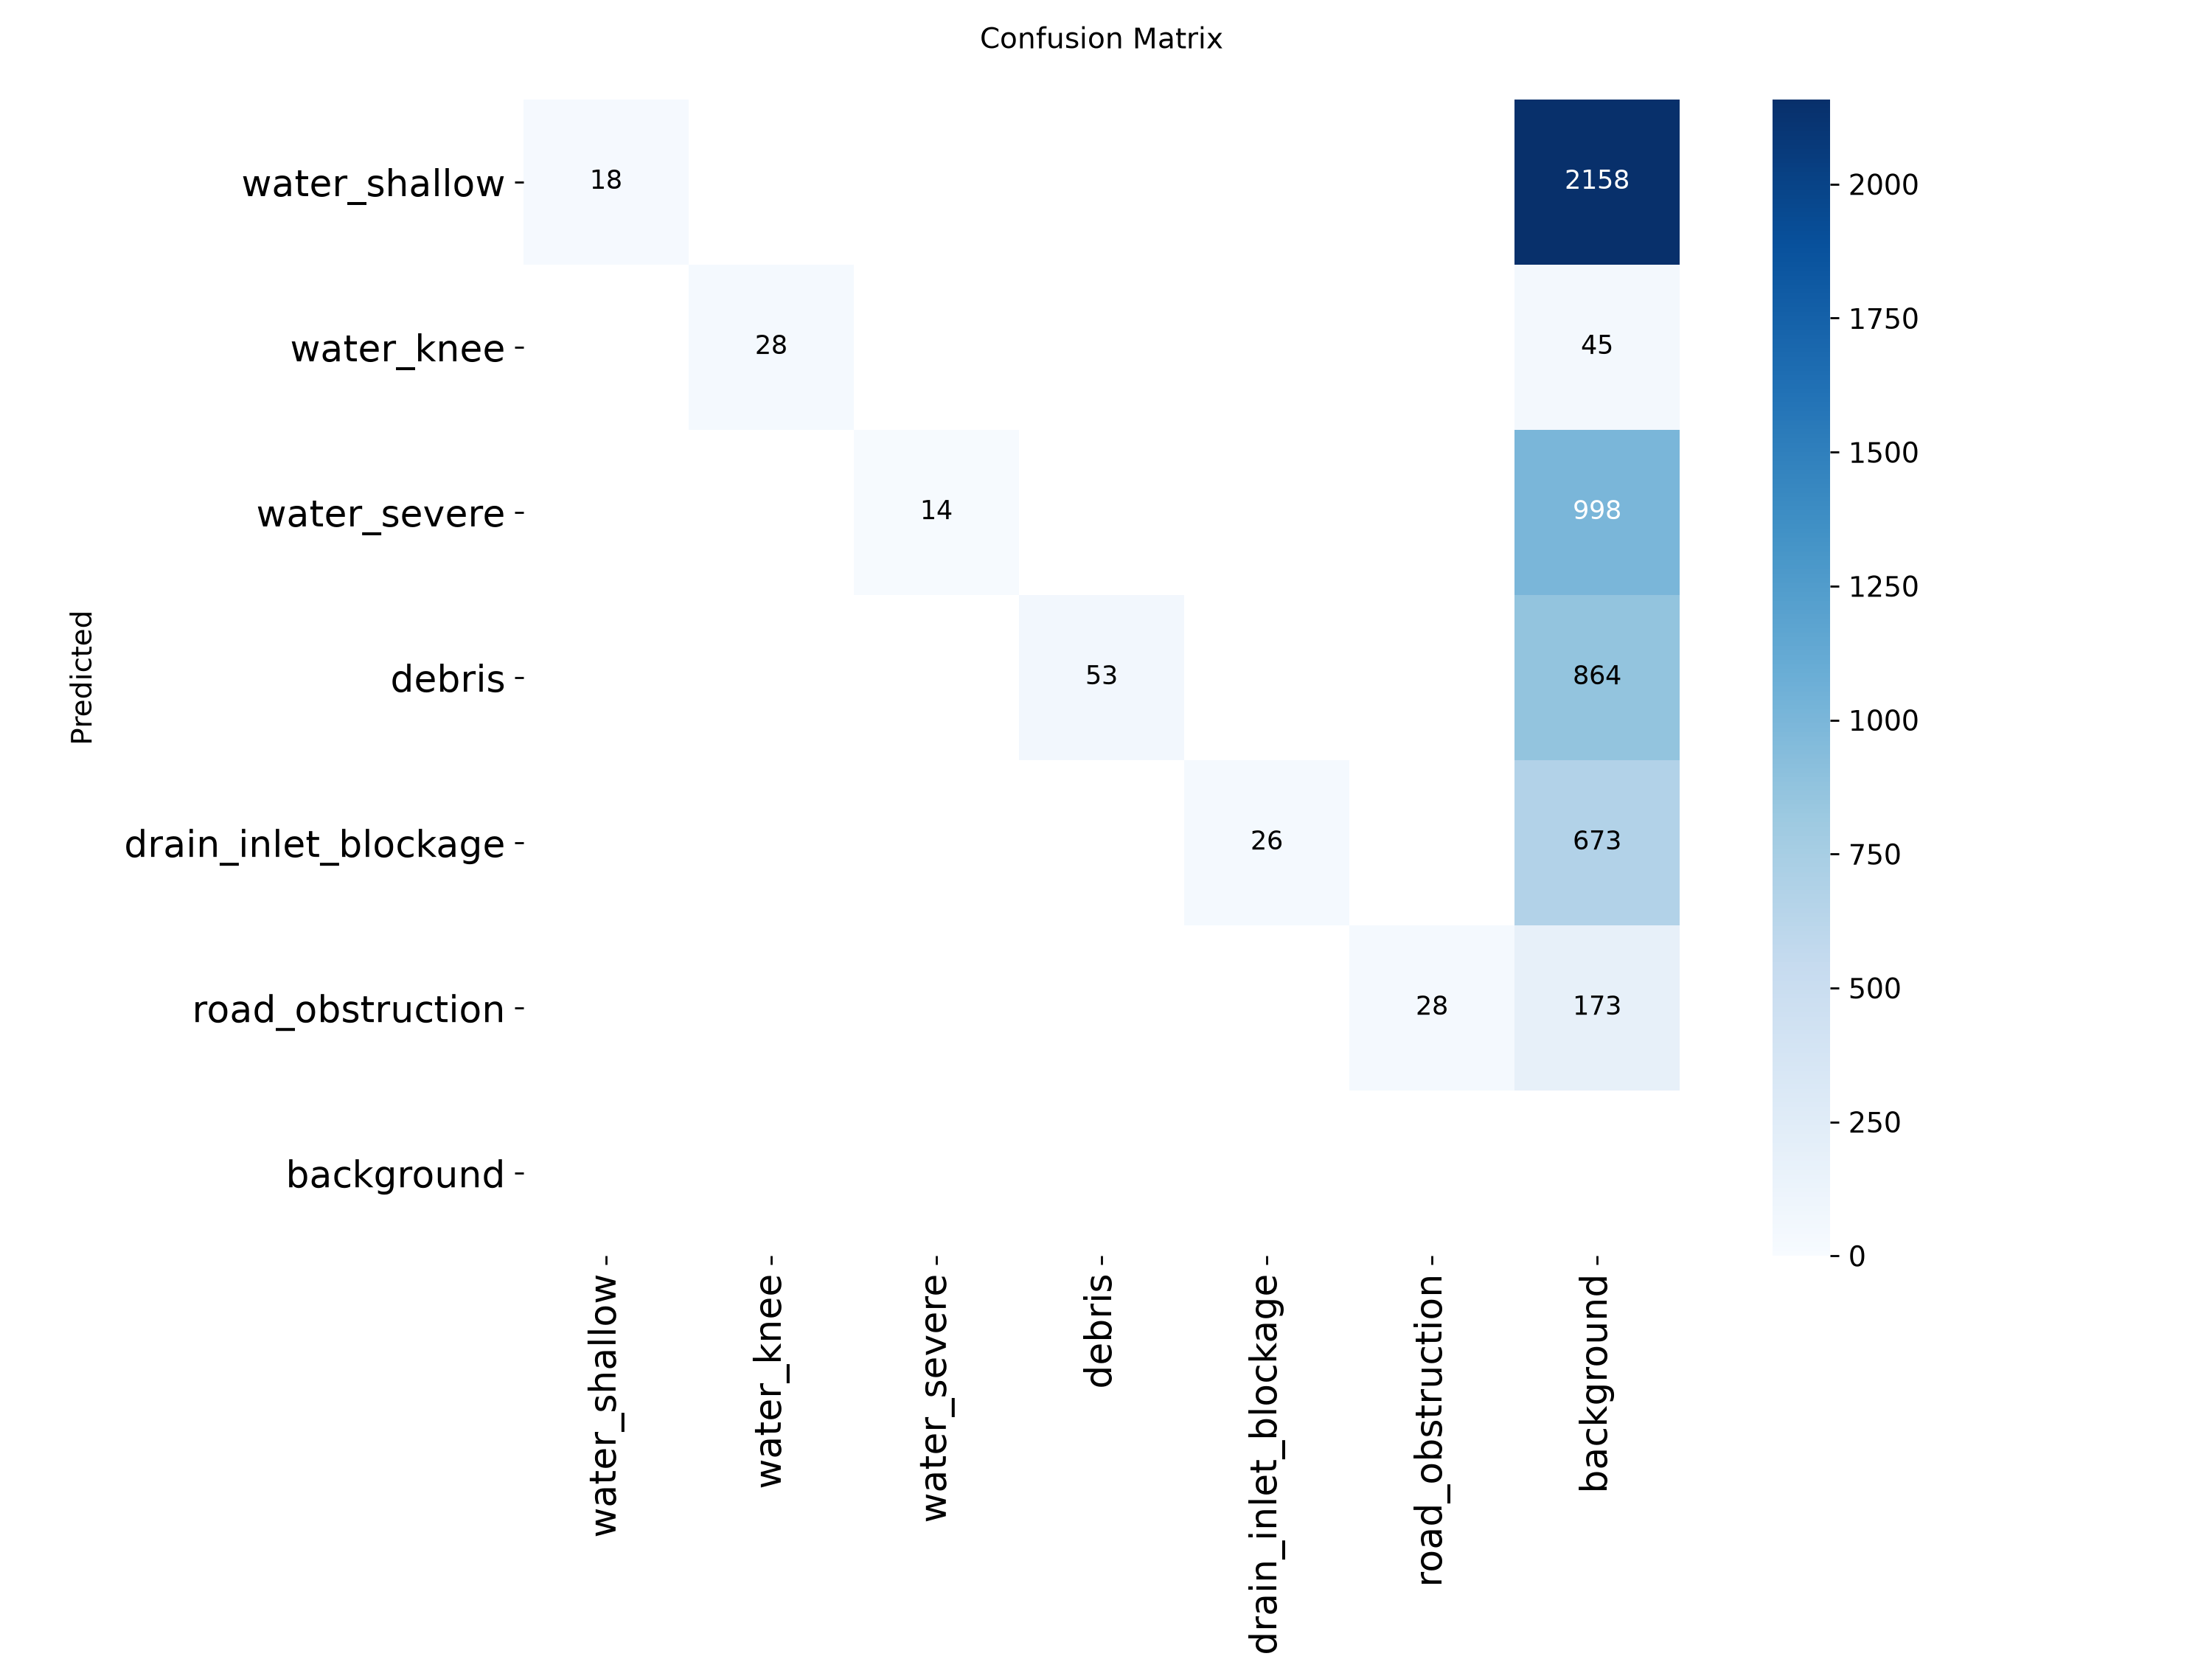 Confusion Matrix
water_shallow
18
2158
water_knee
28
45
water_severe
14
998
debris
53
864
drain_inlet_blockage
26
673
road_obstruction
28
173
background
Predicted
water_shallow
water_knee
water_severe
debris
drain_inlet_blockage
road_obstruction
background
2000
1750
1500
1250
1000
750
500
250
0